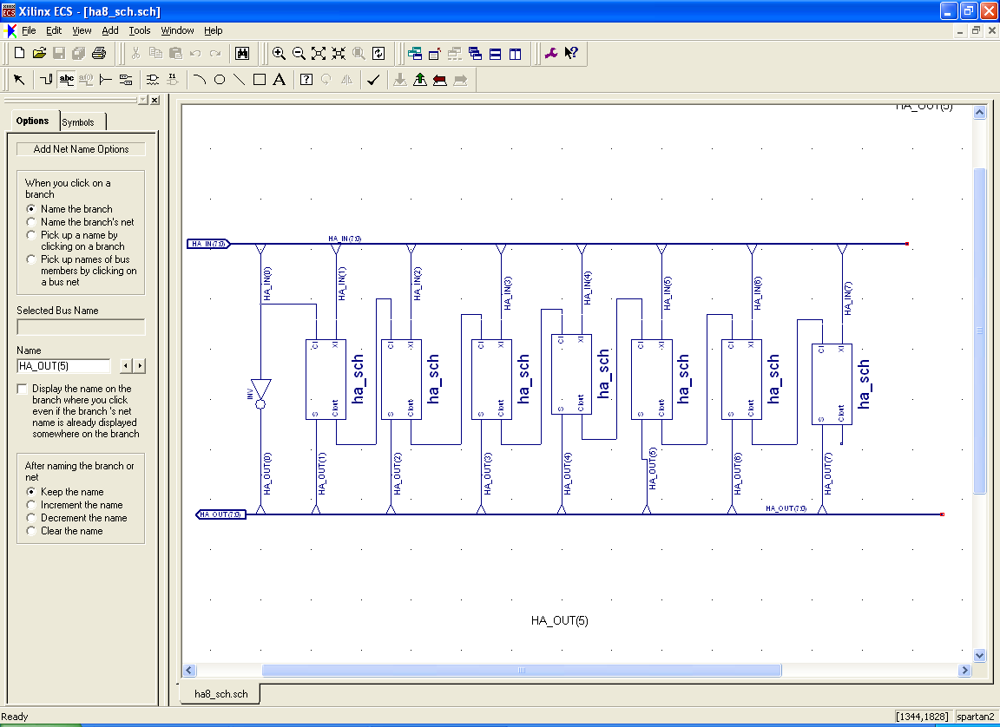 Xilinx ECS - [ha8_sch.sch]
File Edit View Add Tools Window Help
Options
Symbols
Add Net Name Options
When you click on a
branch
Name the branch
Name the branch's net
Pick up a name by
clicking on a branch
Pick up names of bus
members by clicking on
a bus net
Selected Bus Name
Name
HA_OUT(5)
Display the name on the
branch where you click
even if the branch 's net
name is already displayed
somewhere on the branch
After naming the branch or
net
Keep the name
Increment the name
Decrement the name
Clear the name
HA_OUT(5)
HA_IN(7:0)
HA_IN(7:0)
HA_IN(0)
HA_IN(1)
HA_IN(2)
HA_IN(3)
HA_IN(4)
HA_IN(5)
HA_IN(6)
HA_IN(7)
INV
CI XI
S CIout
ha_sch
CI XI
S CIout
ha_sch
CI XI
S CIout
ha_sch
CI XI
S CIout
ha_sch
CI XI
S CIout
ha_sch
CI XI
S CIout
ha_sch
CI XI
S CIout
ha_sch
HA_OUT(0)
HA_OUT(1)
HA_OUT(2)
HA_OUT(3)
HA_OUT(4)
HA_OUT(5)
HA_OUT(6)
HA_OUT(7)
HA_OUT(7:0)
HA_OUT(7:0)
HA_OUT(5)
ha8_sch.sch
Ready
[1344,1828]
spartan2